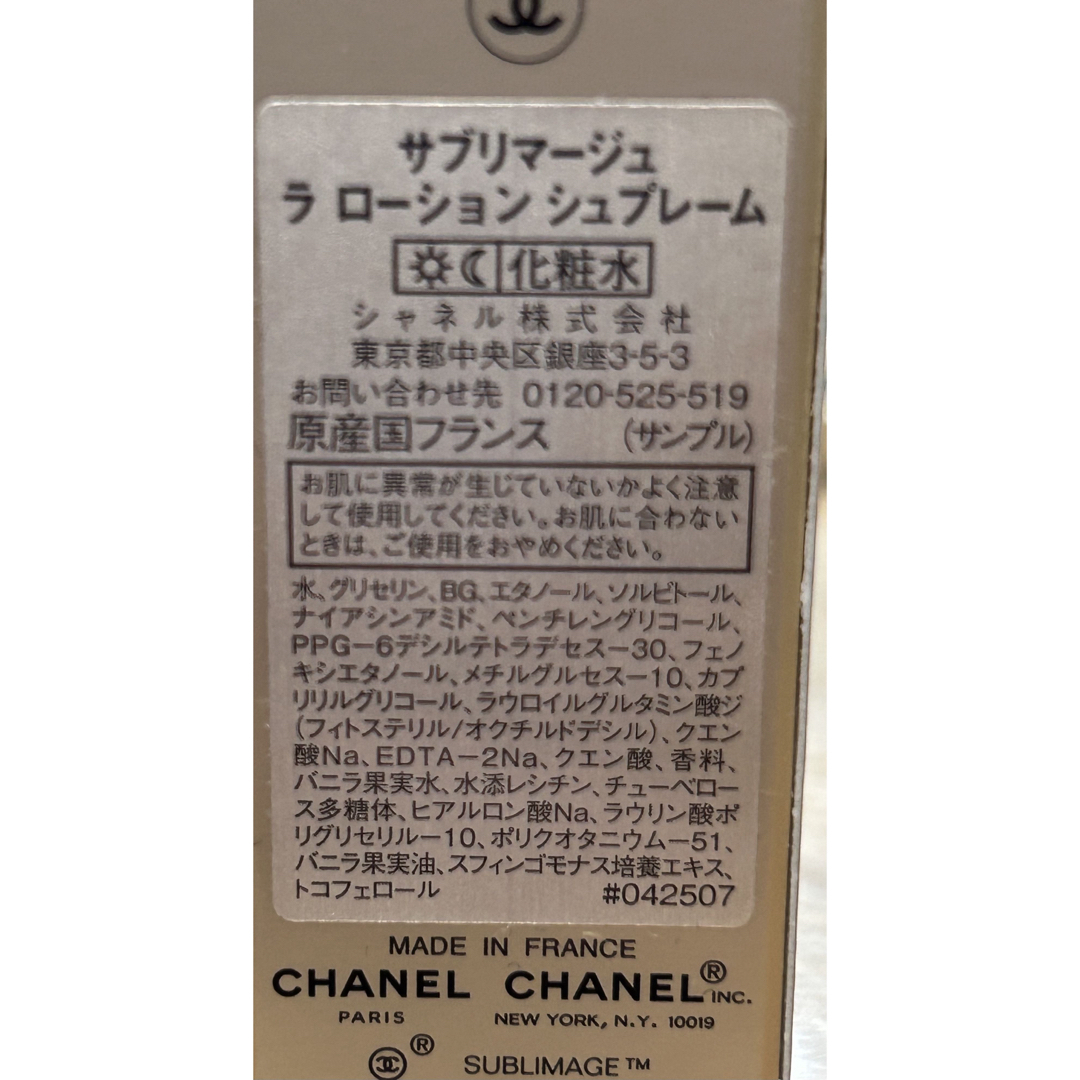 サブリマージュ
ラ ローション シュプレーム
化粧水
シャネル株式会社
東京都中央区銀座3-5-3
お問い合わせ先 0120-525-519
原産国フランス (サンプル)
お肌に異常が生じていないかよく注意
して使用してください。お肌に合わない
ときは、ご使用をおやめください。
水、グリセリン、BG、エタノール、ソルビトール、
ナイアシンアミド、ペンチレングリコール、
PPG－6デシルテトラデセス－30、フェノ
キシエタノール、メチルグルセス－10、カプ
リリルグリコール、ラウロイルグルタミン酸ジ
(フィトステリル/オクチルドデシル)、クエン
酸Na、EDTA－2Na、クエン酸、香料、
バニラ果実水、水添レシチン、チューベロー
ス多糖体、ヒアルロン酸Na、ラウリン酸ポ
リグリセリル－10、ポリクオタニウム－51、
バニラ果実油、スフィンゴモナス培養エキス、
トコフェロール #042507
MADE IN FRANCE
CHANEL CHANEL® INC.
PARIS NEW YORK, N.Y. 10019
® SUBLIMAGE™